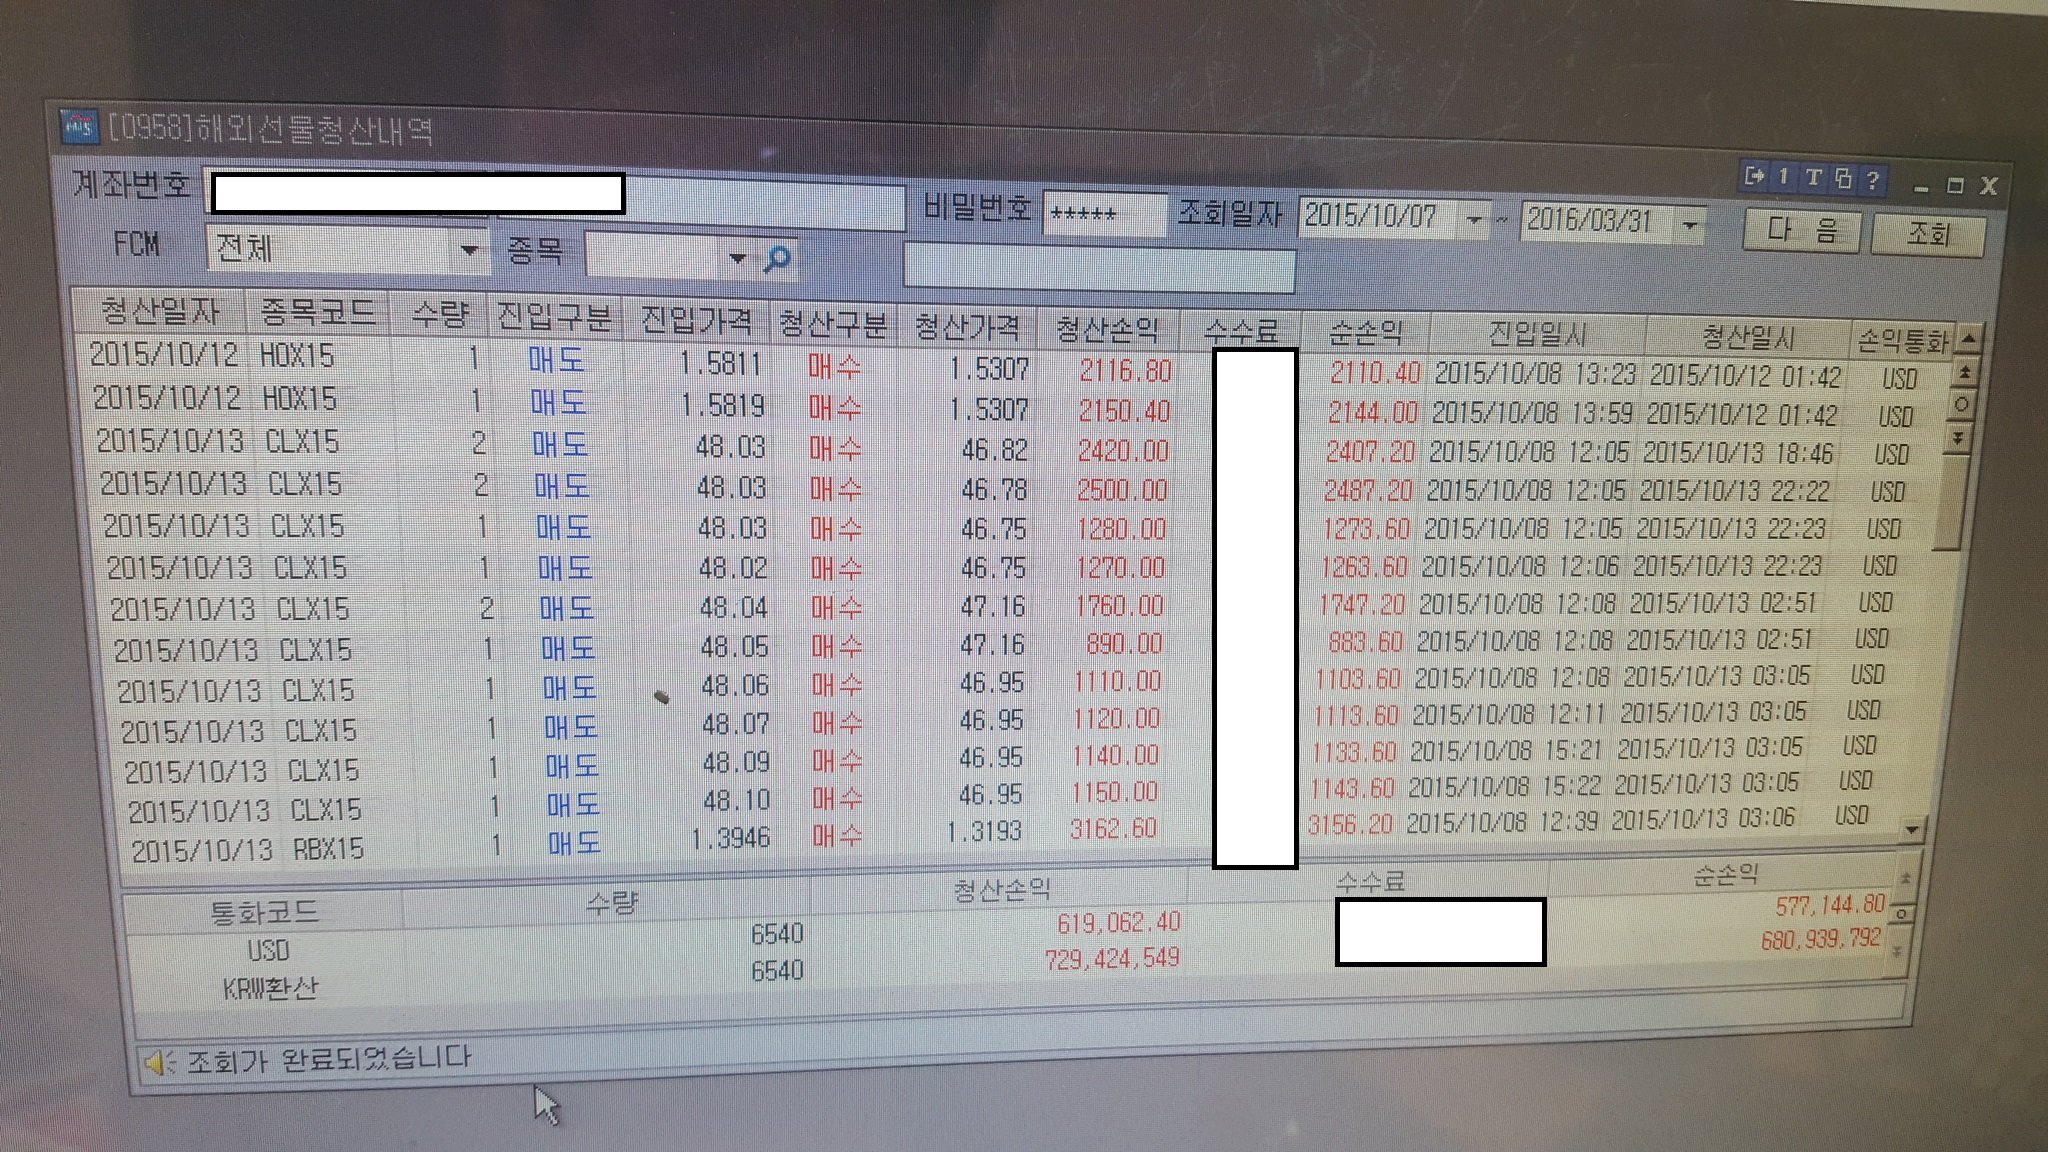 [0958]해외선물청산내역
계좌번호 비밀번호 ***** 조회일자 2015/10/07 ~ 2016/03/31 다 음 조회
FCM 전체 종목
청산일자 종목코드 수량 진입구분 진입가격 청산구분 청산가격 청산손익 수수료 순손익 진입일시 청산일시 손익통화
2015/10/12 HOX15 1 매도 1.5811 매수 1.5307 2116.80 2110.40 2015/10/08 13:23 2015/10/12 01:42 USD
2015/10/12 HOX15 1 매도 1.5819 매수 1.5307 2150.40 2144.00 2015/10/08 13:59 2015/10/12 01:42 USD
2015/10/13 CLX15 2 매도 48.03 매수 46.82 2420.00 2407.20 2015/10/08 12:05 2015/10/13 18:46 USD
2015/10/13 CLX15 2 매도 48.03 매수 46.78 2500.00 2487.20 2015/10/08 12:05 2015/10/13 22:22 USD
2015/10/13 CLX15 1 매도 48.03 매수 46.75 1280.00 1273.60 2015/10/08 12:05 2015/10/13 22:23 USD
2015/10/13 CLX15 1 매도 48.02 매수 46.75 1270.00 1263.60 2015/10/08 12:06 2015/10/13 22:23 USD
2015/10/13 CLX15 2 매도 48.04 매수 47.16 1760.00 1747.20 2015/10/08 12:08 2015/10/13 02:51 USD
2015/10/13 CLX15 1 매도 48.05 매수 47.16 890.00 883.60 2015/10/08 12:08 2015/10/13 02:51 USD
2015/10/13 CLX15 1 매도 48.06 매수 46.95 1110.00 1103.60 2015/10/08 12:08 2015/10/13 03:05 USD
2015/10/13 CLX15 1 매도 48.07 매수 46.95 1120.00 1113.60 2015/10/08 12:11 2015/10/13 03:05 USD
2015/10/13 CLX15 1 매도 48.09 매수 46.95 1140.00 1133.60 2015/10/08 15:21 2015/10/13 03:05 USD
2015/10/13 CLX15 1 매도 48.10 매수 46.95 1150.00 1143.60 2015/10/08 15:22 2015/10/13 03:05 USD
2015/10/13 RBX15 1 매도 1.3946 매수 1.3193 3162.60 3156.20 2015/10/08 12:39 2015/10/13 03:06 USD
통화코드 수량 청산손익 수수료 순손익
USD 6540 619,062.40 577,144.80
KRW환산 6540 729,424,549 680,939,792
조회가 완료되었습니다